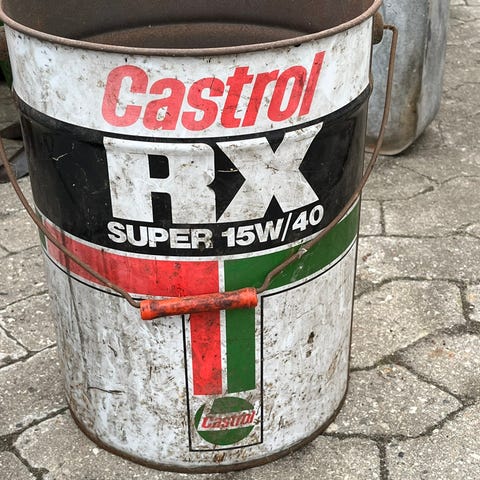 Castrol
RX
SUPER 15W/40
Castrol